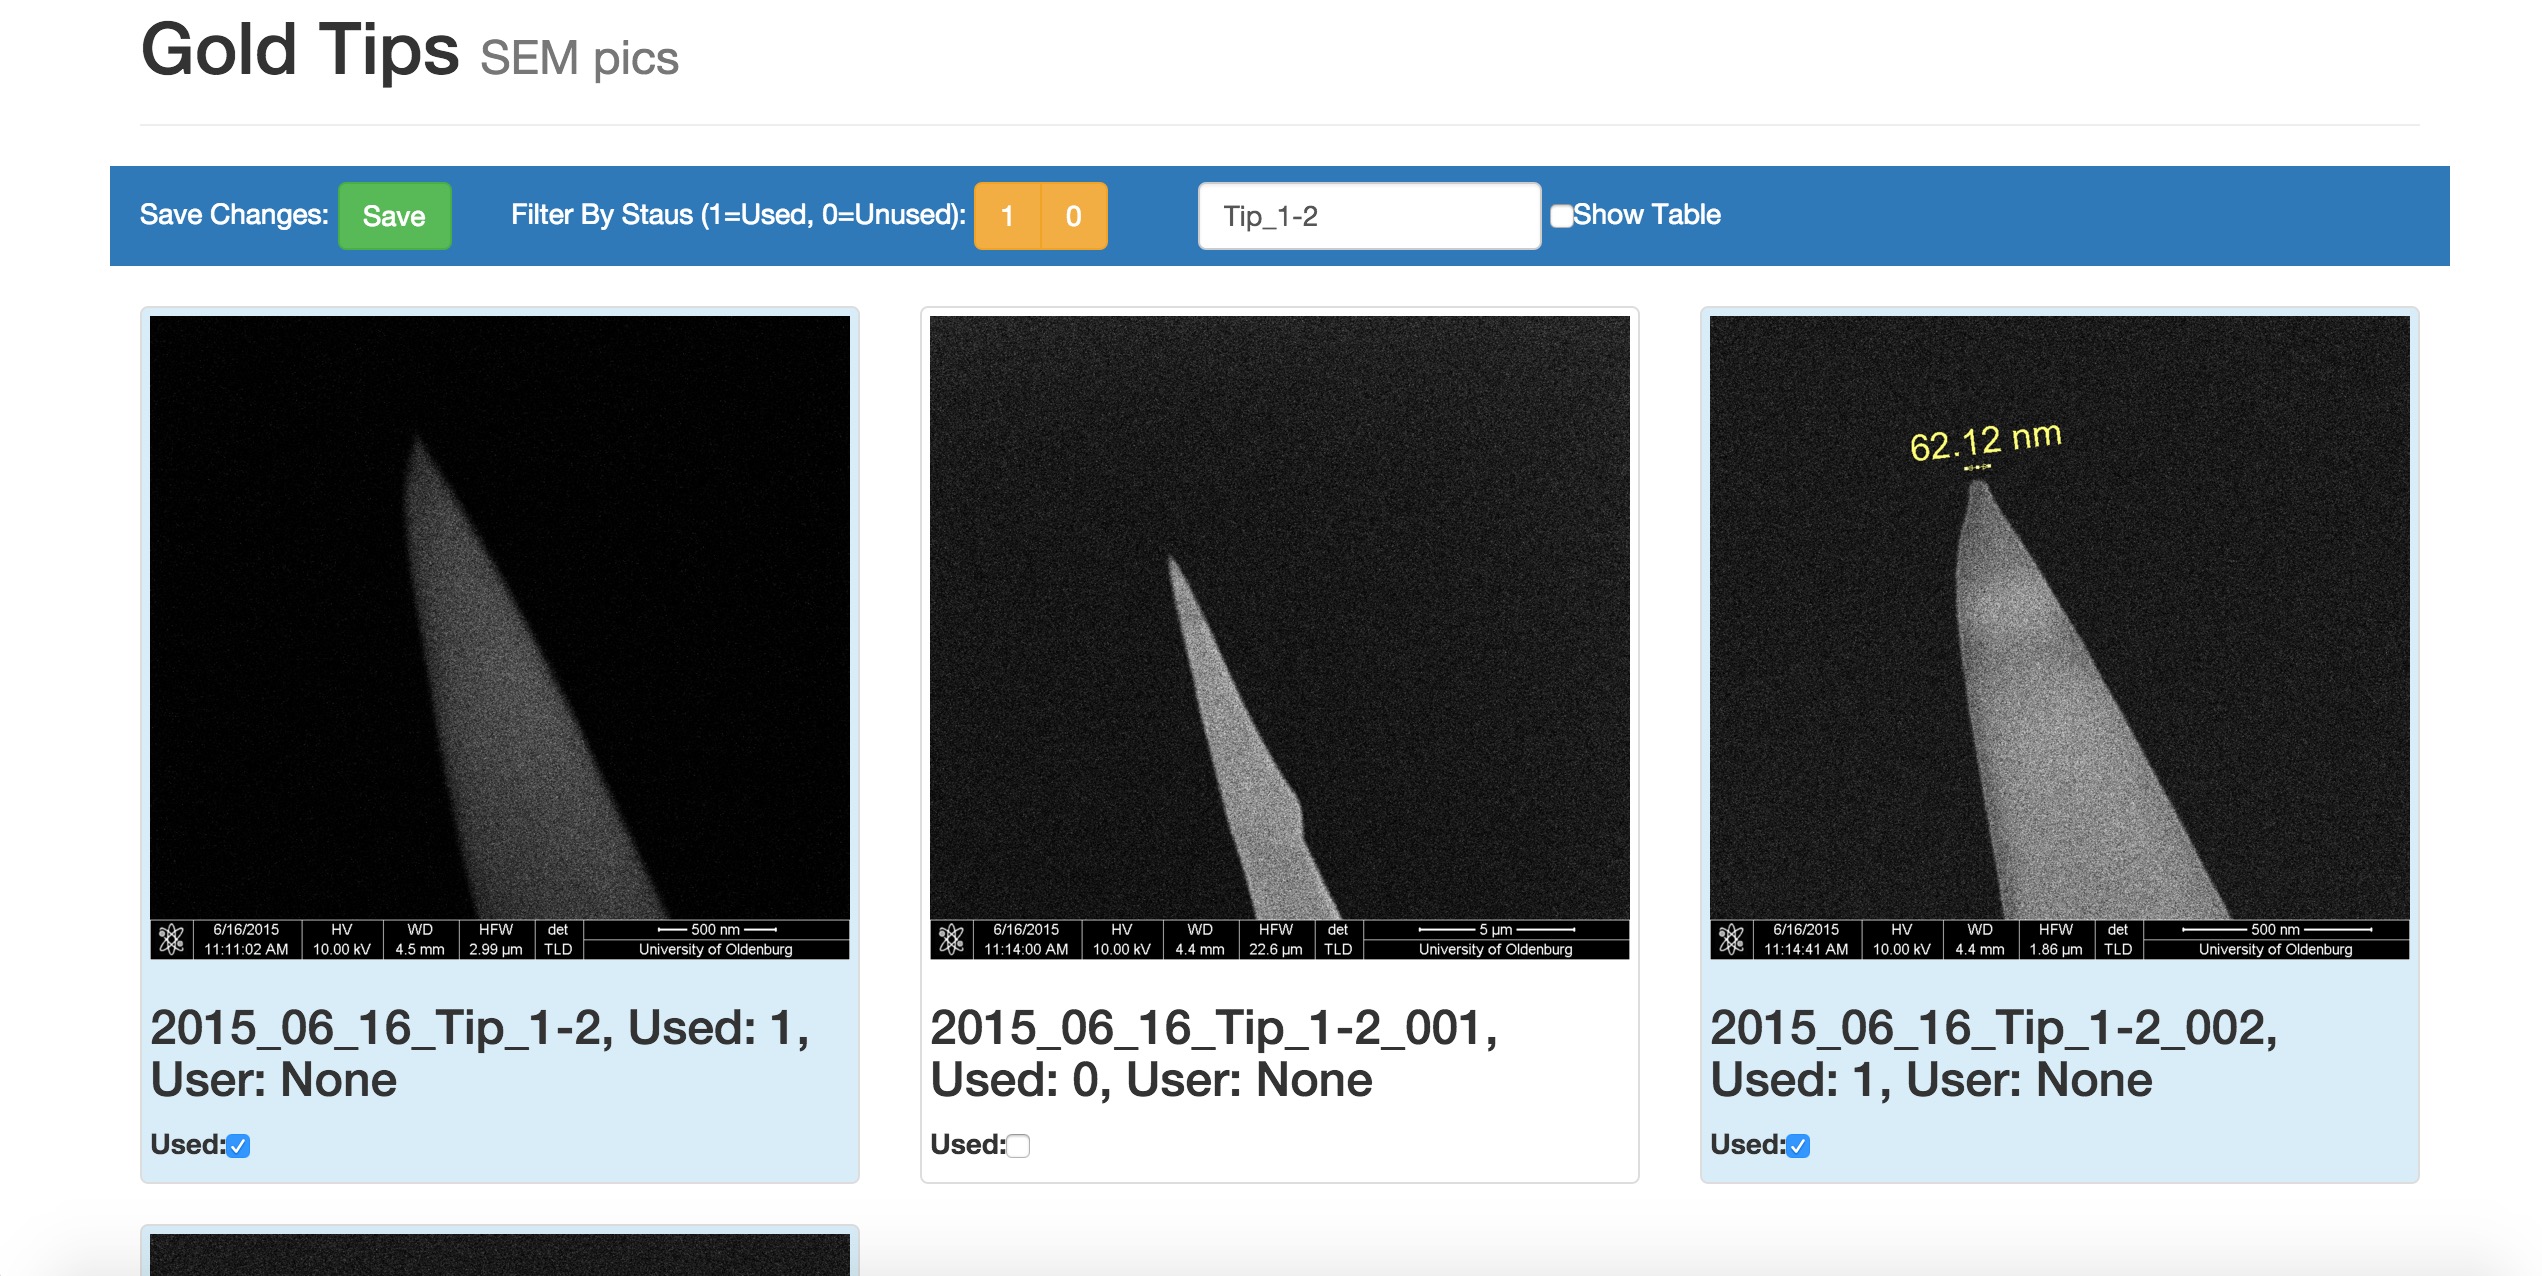 Gold Tips SEM pics
Save Changes: Save Filter By Staus (1=Used, 0=Unused): 1 0 Tip_1-2 Show Table
62.12 nm
6/16/2015 HV WD HFW det 500 nm
11:11:02 AM 10.00 kV 4.5 mm 2.99 µm TLD University of Oldenburg
2015_06_16_Tip_1-2, Used: 1,
User: None
Used:
6/16/2015 HV WD HFW det 5 µm
11:14:00 AM 10.00 kV 4.4 mm 22.6 µm TLD University of Oldenburg
2015_06_16_Tip_1-2_001,
Used: 0, User: None
Used:
6/16/2015 HV WD HFW det 500 nm
11:14:41 AM 10.00 kV 4.4 mm 1.86 µm TLD University of Oldenburg
2015_06_16_Tip_1-2_002,
Used: 1, User: None
Used: